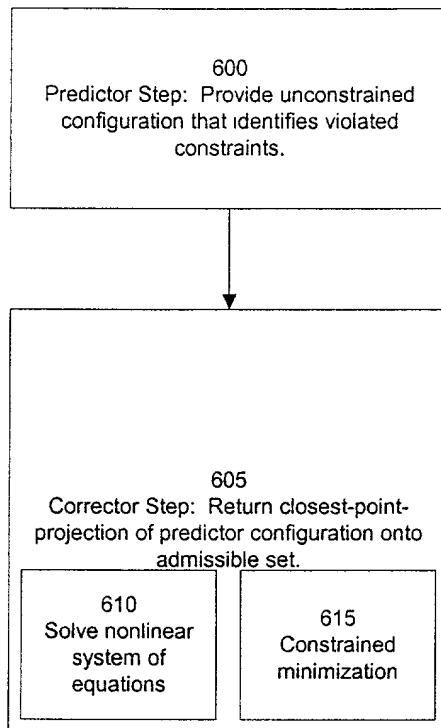 600
Predictor Step: Provide unconstrained
configuration that identifies violated
constraints.
605
Corrector Step: Return closest-point-
projection of predictor configuration onto
admissible set.
610
Solve nonlinear
system of
equations
615
Constrained
minimization